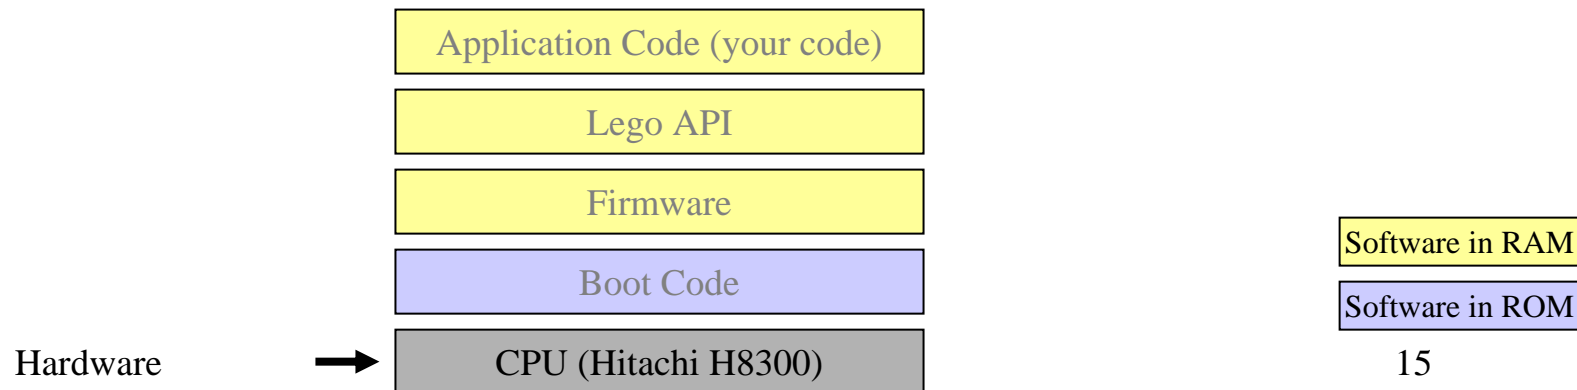 Application Code (your code)
Lego API
Firmware
Software in RAM
Boot Code
Software in ROM
Hardware
CPU (Hitachi H8300)
15